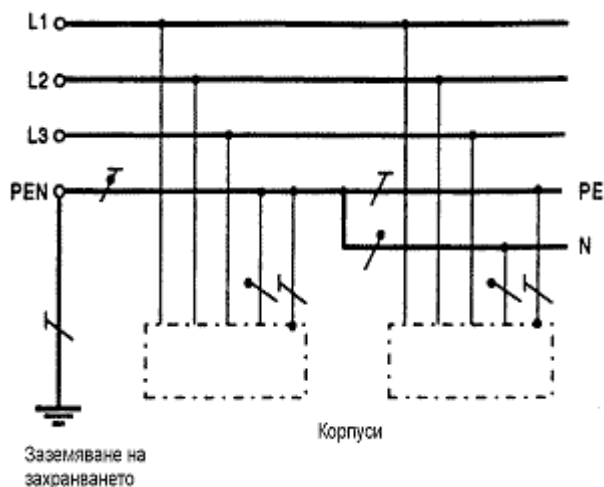 L1
L2
L3
PEN
PE
N
Корпуси
Заземяване на
захранването